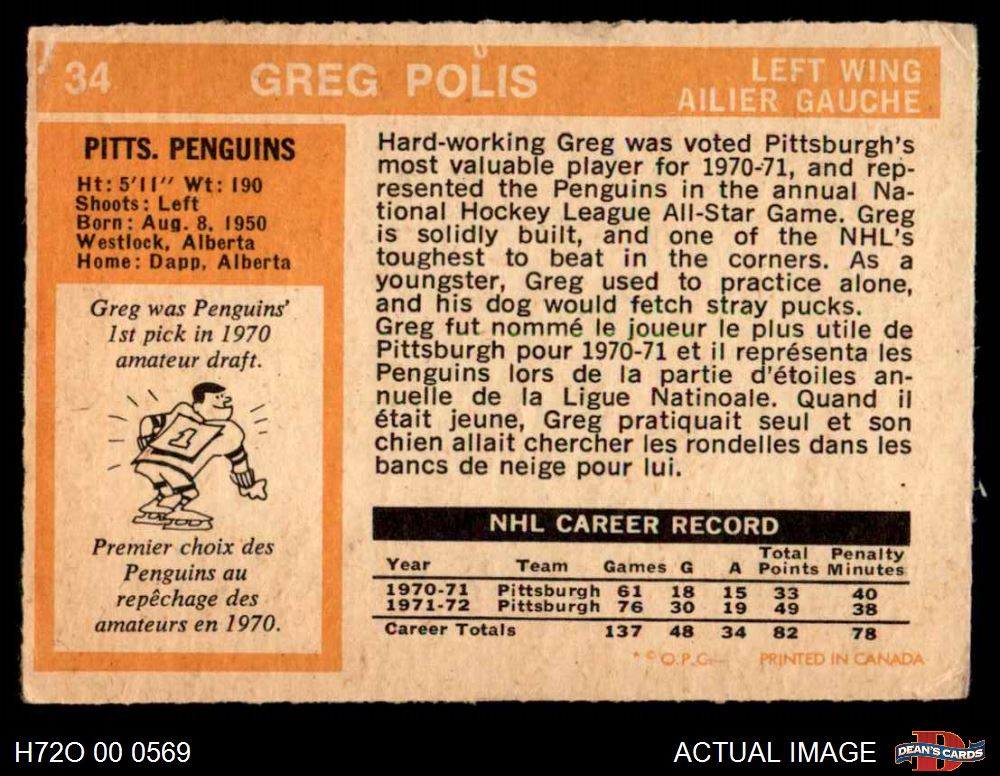 34
GREG POLIS
LEFT WING
AILIER GAUCHE
PITTS. PENGUINS
Ht: 5'11" Wt: 190
Shoots: Left
Born: Aug. 8, 1950
Westlock, Alberta
Home: Dapp, Alberta
Greg was Penguins'
1st pick in 1970
amateur draft.
1
Premier choix des
Penguins au
repêchage des
amateurs en 1970.
Hard-working Greg was voted Pittsburgh's
most valuable player for 1970-71, and rep-
resented the Penguins in the annual Na-
tional Hockey League All-Star Game. Greg
is solidly built, and one of the NHL's
toughest to beat in the corners. As a
youngster, Greg used to practice alone,
and his dog would fetch stray pucks.
Greg fut nommé le joueur le plus utile de
Pittsburgh pour 1970-71 et il représenta les
Penguins lors de la partie d'étoiles an-
nuelle de la Ligue Natinoale. Quand il
était jeune, Greg pratiquait seul et son
chien allait chercher les rondelles dans les
bancs de neige pour lui.
NHL CAREER RECORD
Year Team Games G A Total Points Penalty Minutes
1970-71 Pittsburgh 61 18 15 33 40
1971-72 Pittsburgh 76 30 19 49 38
Career Totals 137 48 34 82 78
* © O.P.C. PRINTED IN CANADA
H72O 00 0569
ACTUAL IMAGE
DEAN'S CARDS